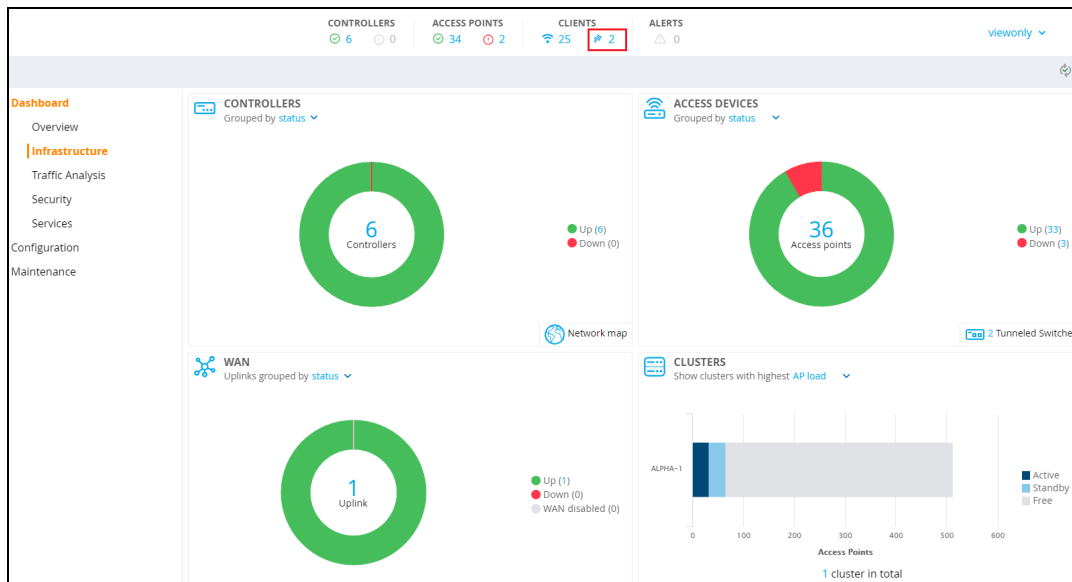 CONTROLLERS ACCESS POINTS CLIENTS ALERTS
6 0 34 2 25 2 0
viewonly
Dashboard
Overview
Infrastructure
Traffic Analysis
Security
Services
Configuration
Maintenance
CONTROLLERS
Grouped by status
6
Controllers
Up (6)
Down (0)
Network map
ACCESS DEVICES
Grouped by status
36
Access points
Up (33)
Down (3)
2 Tunneled Switche
WAN
Uplinks grouped by status
1
Uplink
Up (1)
Down (0)
WAN disabled (0)
CLUSTERS
Show clusters with highest AP load
ALPHA-1
Active
Standby
Free
0 100 200 300 400 500 600
Access Points
1 cluster in total